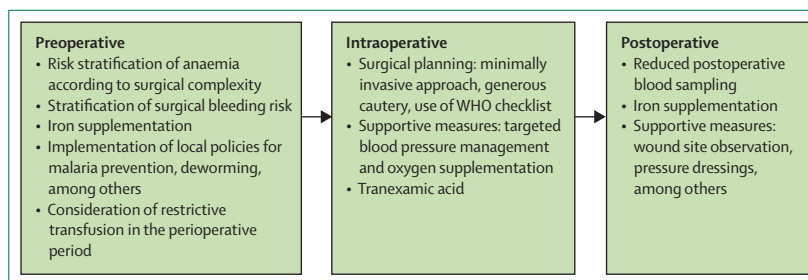 Preoperative
• Risk stratification of anaemia
according to surgical complexity
• Stratification of surgical bleeding risk
• Iron supplementation
• Implementation of local policies for
malaria prevention, deworming,
among others
• Consideration of restrictive
transfusion in the perioperative
period
Intraoperative
• Surgical planning: minimally
invasive approach, generous
cautery, use of WHO checklist
• Supportive measures: targeted
blood pressure management
and oxygen supplementation
• Tranexamic acid
Postoperative
• Reduced postoperative
blood sampling
• Iron supplementation
• Supportive measures:
wound site observation,
pressure dressings,
among others